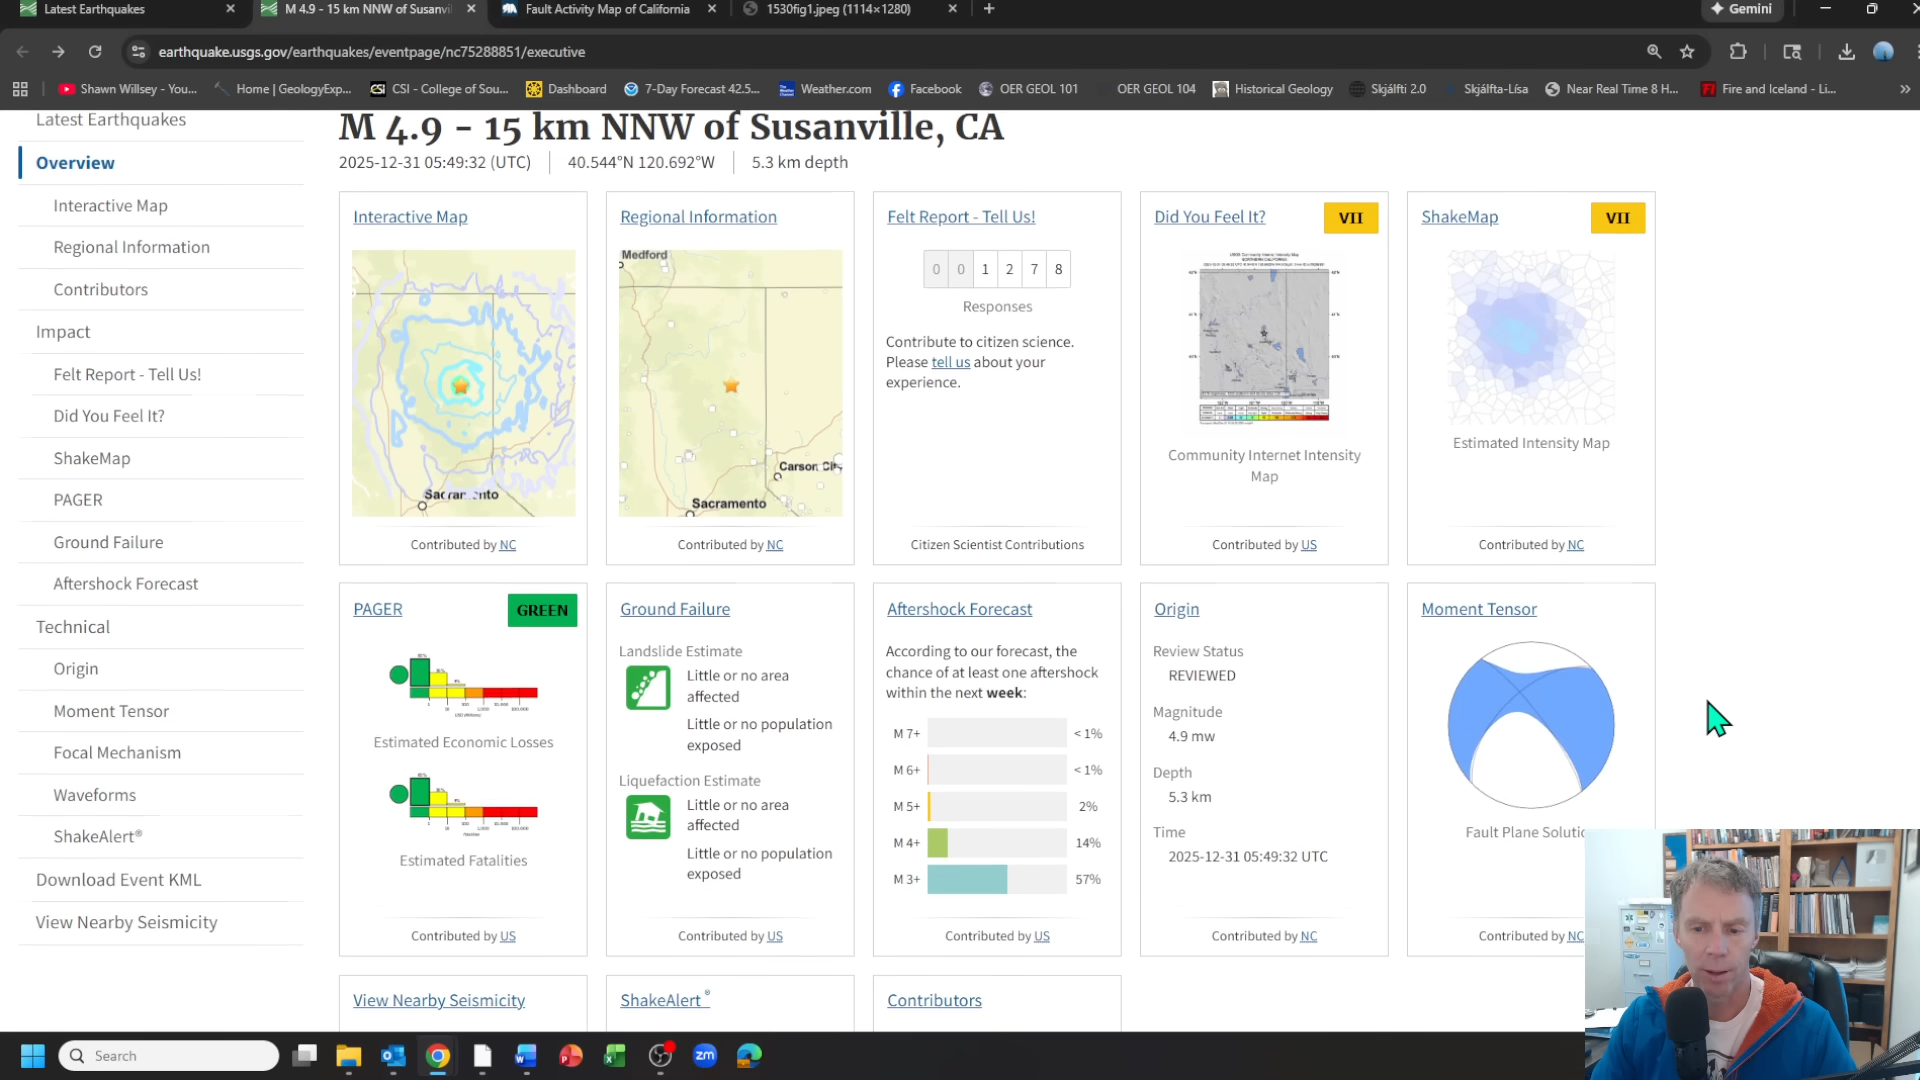 Latest Earthquakes
M 4.9 - 15 km NNW of Susanvil
Fault Activity Map of California
1530fig1.jpeg (1114×1280)
Gemini
earthquake.usgs.gov/earthquakes/eventpage/nc75288851/executive
Shawn Willsey - You...
Home | GeologyExp...
CSI - College of Sou...
Dashboard
7-Day Forecast 42.5...
Weather.com
Facebook
OER GEOL 101
OER GEOL 104
Historical Geology
Skjálfti 2.0
Skjálfta-Lísa
Near Real Time 8 H...
Fire and Iceland - Li...
Latest Earthquakes
Overview
Interactive Map
Regional Information
Contributors
Impact
Felt Report - Tell Us!
Did You Feel It?
ShakeMap
PAGER
Ground Failure
Aftershock Forecast
Technical
Origin
Moment Tensor
Focal Mechanism
Waveforms
ShakeAlert®
Download Event KML
View Nearby Seismicity
M 4.9 - 15 km NNW of Susanville, CA
2025-12-31 05:49:32 (UTC)
40.544°N 120.692°W
5.3 km depth
Interactive Map
Sacramento
Contributed by NC
Regional Information
Medford
Carson City
Sacramento
Contributed by NC
Felt Report - Tell Us!
0 0 1 2 7 8
Responses
Contribute to citizen science.
Please tell us about your
experience.
Citizen Scientist Contributions
Did You Feel It?
VII
Community Internet Intensity
Map
Contributed by US
ShakeMap
VII
Estimated Intensity Map
Contributed by NC
PAGER
GREEN
Estimated Economic Losses
Estimated Fatalities
Contributed by US
Ground Failure
Landslide Estimate
Little or no area
affected
Little or no population
exposed
Liquefaction Estimate
Little or no area
affected
Little or no population
exposed
Contributed by US
Aftershock Forecast
According to our forecast, the
chance of at least one aftershock
within the next week:
M 7+ < 1%
M 6+ < 1%
M 5+ 2%
M 4+ 14%
M 3+ 57%
Contributed by US
Origin
Review Status
REVIEWED
Magnitude
4.9 mw
Depth
5.3 km
Time
2025-12-31 05:49:32 UTC
Contributed by NC
Moment Tensor
Fault Plane Soluti
Contributed by NC
View Nearby Seismicity
ShakeAlert®
Contributors
Search
zm